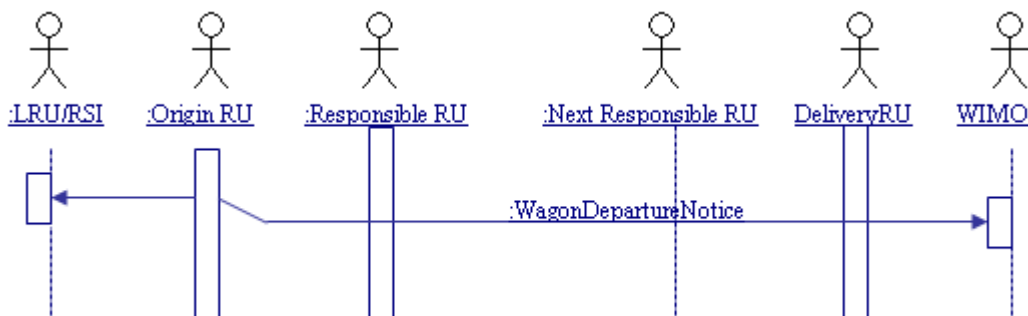 :LRU/RSI
:Origin RU
:Responsible RU
:Next Responsible RU
DeliveryRU
WIMO
:WagonDepartureNotice